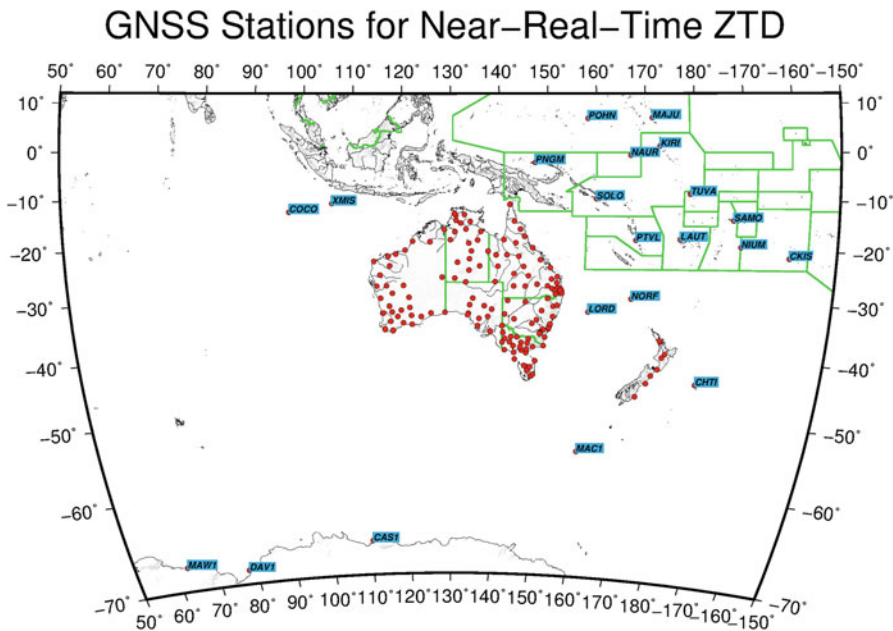 GNSS Stations for Near−Real−Time ZTD
50° 60° 70° 80° 90° 100° 110° 120° 130° 140° 150° 160° 170° 180° −170° −160° −150°
10° 10°
POHN MAJU
KIRI
0° PNGM NAUR 0°
−10° COCO XMIS SOLO TUVA −10°
SAMO
−20° PTVL LAUT NIUM −20°
CKIS
−30° LORD NORF −30°
−40° CHTI −40°
−50° MAC1 −50°
−60° −60°
MAW1 DAV1 CAS1
−70° −70°
50° 60° 70° 80° 90° 100° 110° 120° 130° 140° 150° 160° 170° 180° −170° −160° −150°